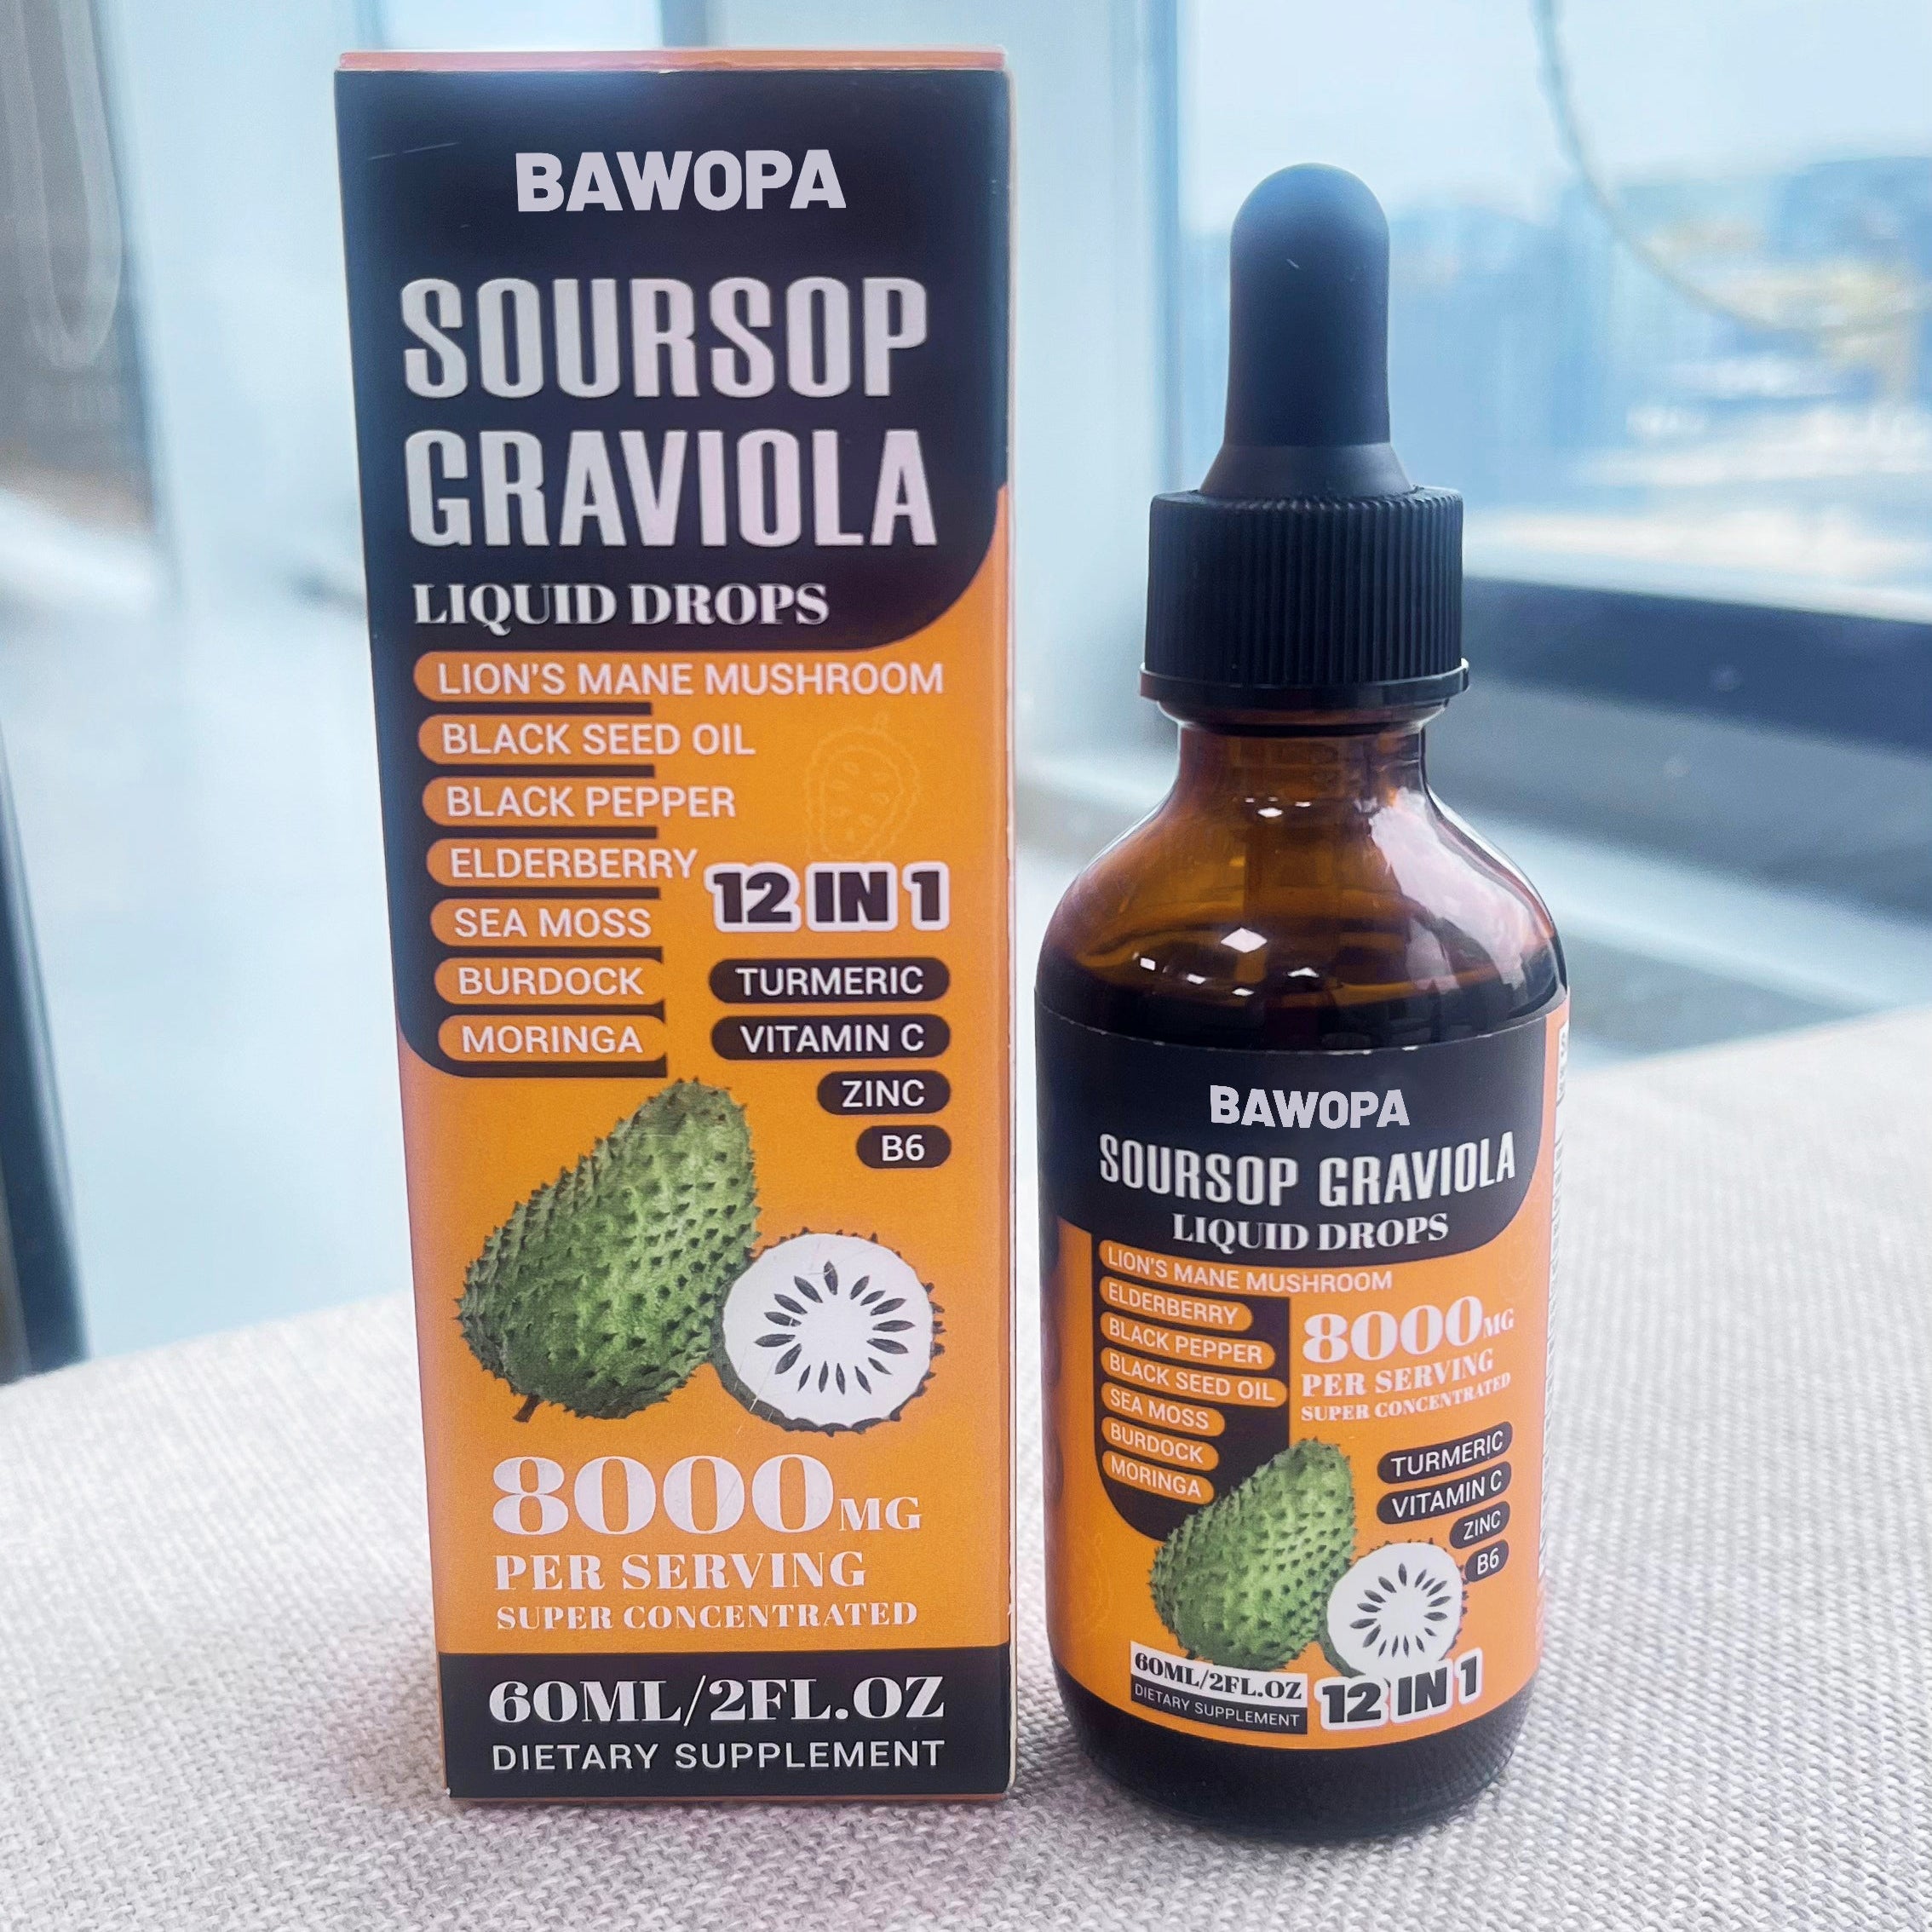 BAWOPA
SOURSOP
GRAVIOLA
LIQUID DROPS
LION'S MANE MUSHROOM
BLACK SEED OIL
BLACK PEPPER
ELDERBERRY
SEA MOSS
BURDOCK
MORINGA
12 IN 1
TURMERIC
VITAMIN C
ZINC
B6
8000MG
PER SERVING
SUPER CONCENTRATED
60ML/2FL.OZ
DIETARY SUPPLEMENT
BAWOPA
SOURSOP GRAVIOLA
LIQUID DROPS
LION'S MANE MUSHROOM
ELDERBERRY
BLACK PEPPER
BLACK SEED OIL
SEA MOSS
BURDOCK
MORINGA
8000MG
PER SERVING
SUPER CONCENTRATED
TURMERIC
VITAMIN C
ZINC
B6
60ML/2FL.OZ
DIETARY SUPPLEMENT
12 IN 1